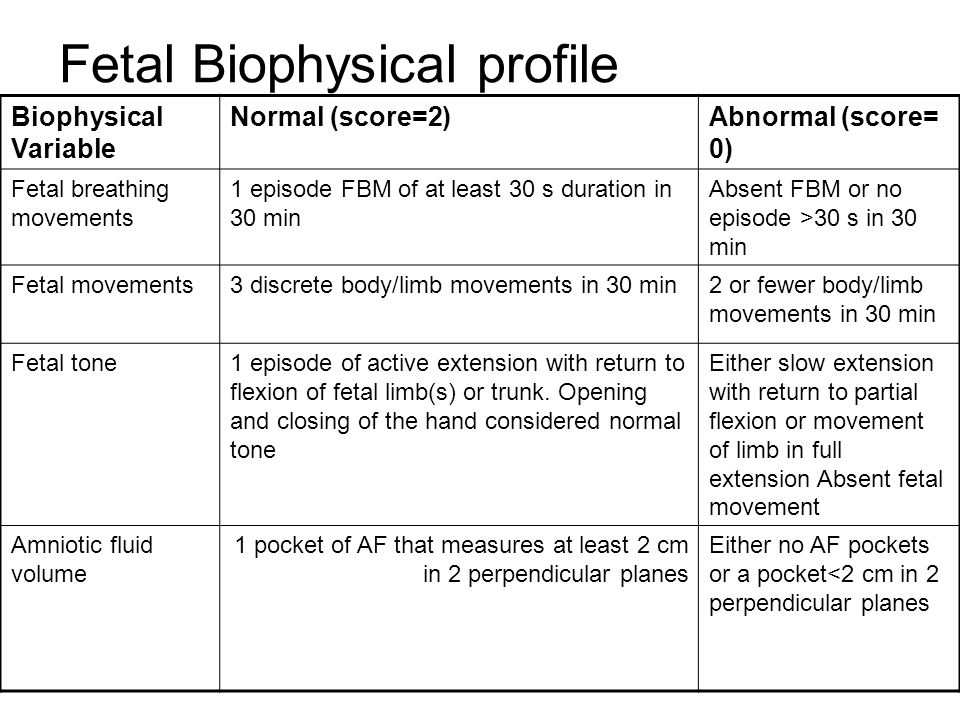 Fetal Biophysical profile
Biophysical
Variable
Normal (score=2)
Abnormal (score=
0)
Fetal breathing
movements
1 episode FBM of at least 30 s duration in
30 min
Absent FBM or no
episode >30 s in 30
min
Fetal movements
3 discrete body/limb movements in 30 min
2 or fewer body/limb
movements in 30 min
Fetal tone
1 episode of active extension with return to
flexion of fetal limb(s) or trunk. Opening
and closing of the hand considered normal
tone
Either slow extension
with return to partial
flexion or movement
of limb in full
extension Absent fetal
movement
Amniotic fluid
volume
1 pocket of AF that measures at least 2 cm
in 2 perpendicular planes
Either no AF pockets
or a pocket<2 cm in 2
perpendicular planes